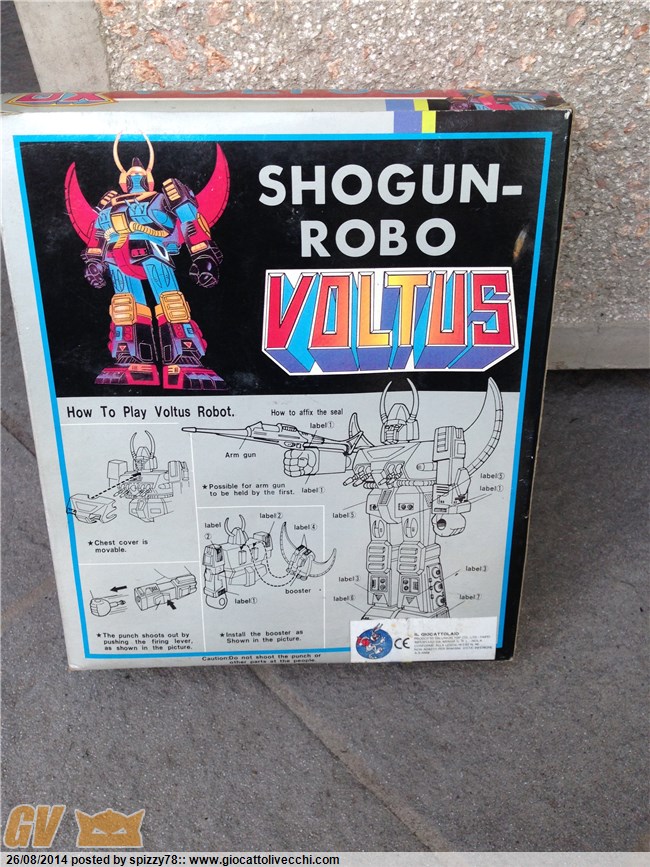 SHOGUN-
ROBO
VOLTUS
How To Play Voltus Robot.
How to affix the seal
label①
Arm gun
★Possible for arm gun
to be held by the first.
label①
★Chest cover is
movable.
label
②
label②
label④
label⑤
label⑤
label①
label①
booster
label③
label③
label⑥
label⑦
★The punch shoots out by
pushing the firing lever,
as shown in the picture.
★Install the booster as
Shown in the picture.
Caution:Do not shoot the punch or
other parts at the people.
IL GIOCATTOLAIO
CE
GV
26/08/2014 posted by spizzy78:: www.giocattolivecchi.com